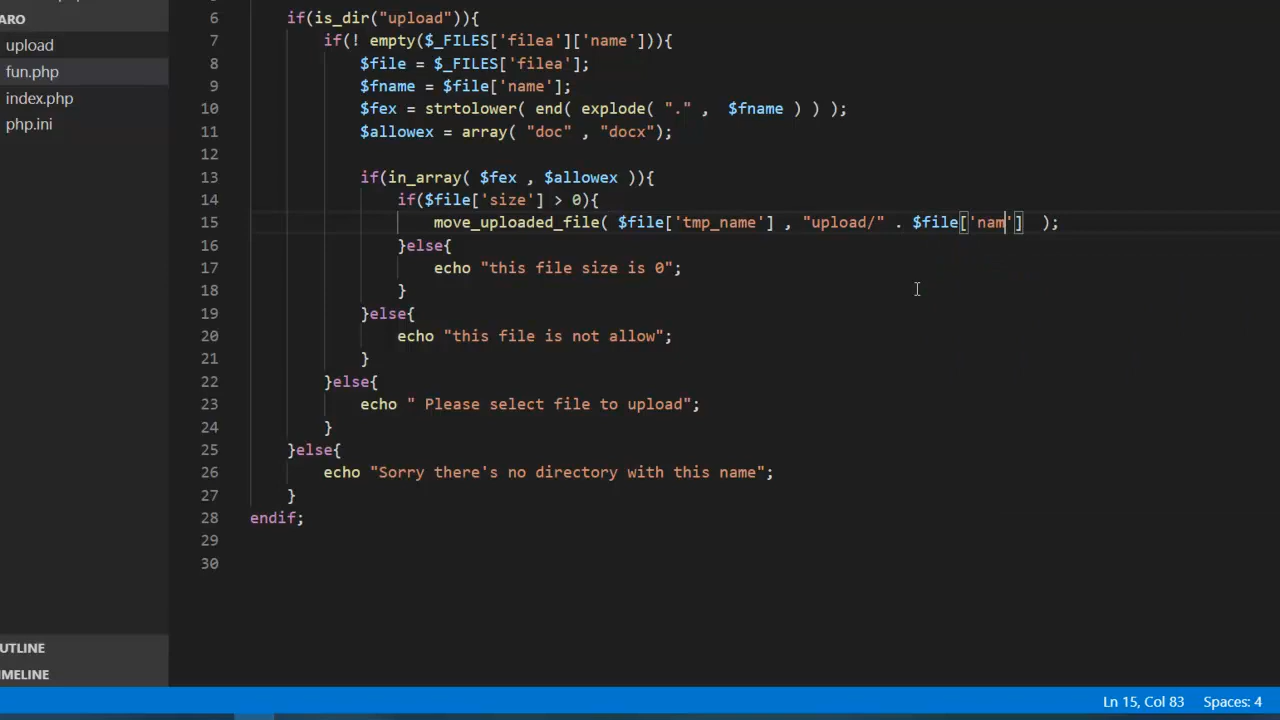 ARO
upload
fun.php
index.php
php.ini
6 if(is_dir("upload")){
7 if(! empty($_FILES['filea']['name'])){
8 $file = $_FILES['filea'];
9 $fname = $file['name'];
10 $fex = strtolower( end( explode( "." , $fname ) ) );
11 $allowex = array( "doc" , "docx");
12
13 if(in_array( $fex , $allowex )){
14 if($file['size'] > 0){
15 move_uploaded_file( $file['tmp_name'] , "upload/" . $file['nam'] );
16 }else{
17 echo "this file size is 0";
18 }
19 }else{
20 echo "this file is not allow";
21 }
22 }else{
23 echo " Please select file to upload";
24 }
25 }else{
26 echo "Sorry there's no directory with this name";
27 }
28 endif;
29
30
UTLINE
IMELINE
Ln 15, Col 83 Spaces: 4